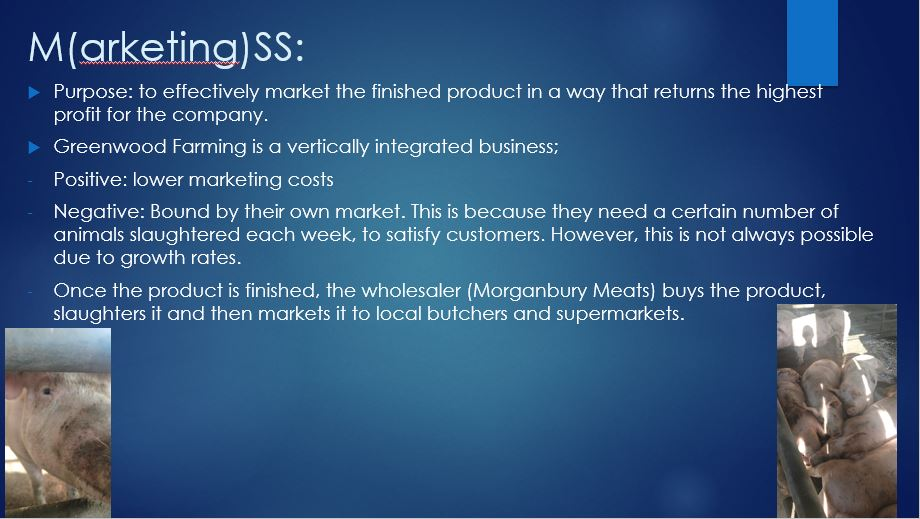 M(arketing)SS:
Purpose: to effectively market the finished product in a way that returns the highest
profit for the company.
Greenwood Farming is a vertically integrated business;
- Positive: lower marketing costs
- Negative: Bound by their own market. This is because they need a certain number of
animals slaughtered each week, to satisfy customers. However, this is not always possible
due to growth rates.
- Once the product is finished, the wholesaler (Morganbury Meats) buys the product,
slaughters it and then markets it to local butchers and supermarkets.